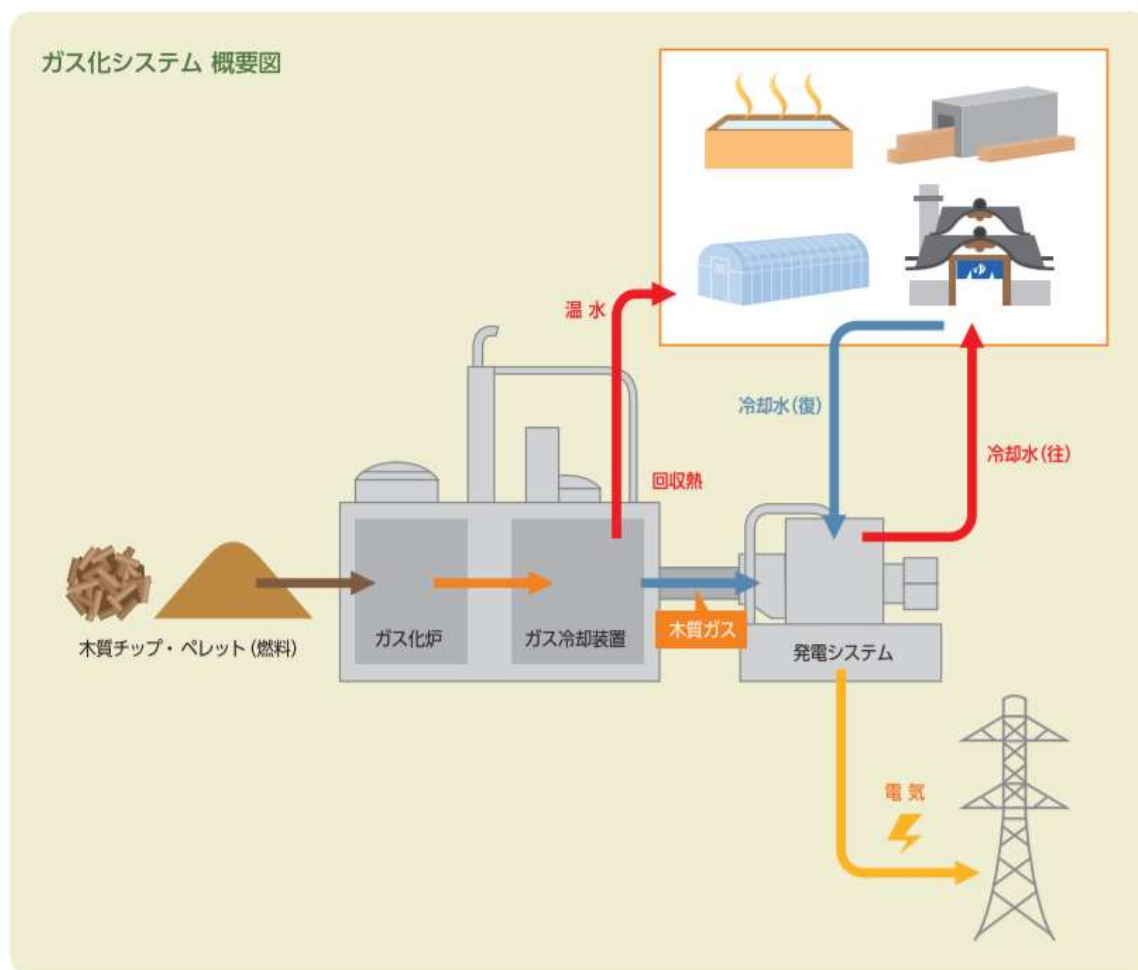 ガス化システム 概要図
ゆ
温水
冷却水(復)
冷却水(往)
回収熱
木質チップ・ペレット(燃料)
ガス化炉
ガス冷却装置
木質ガス
発電システム
電気